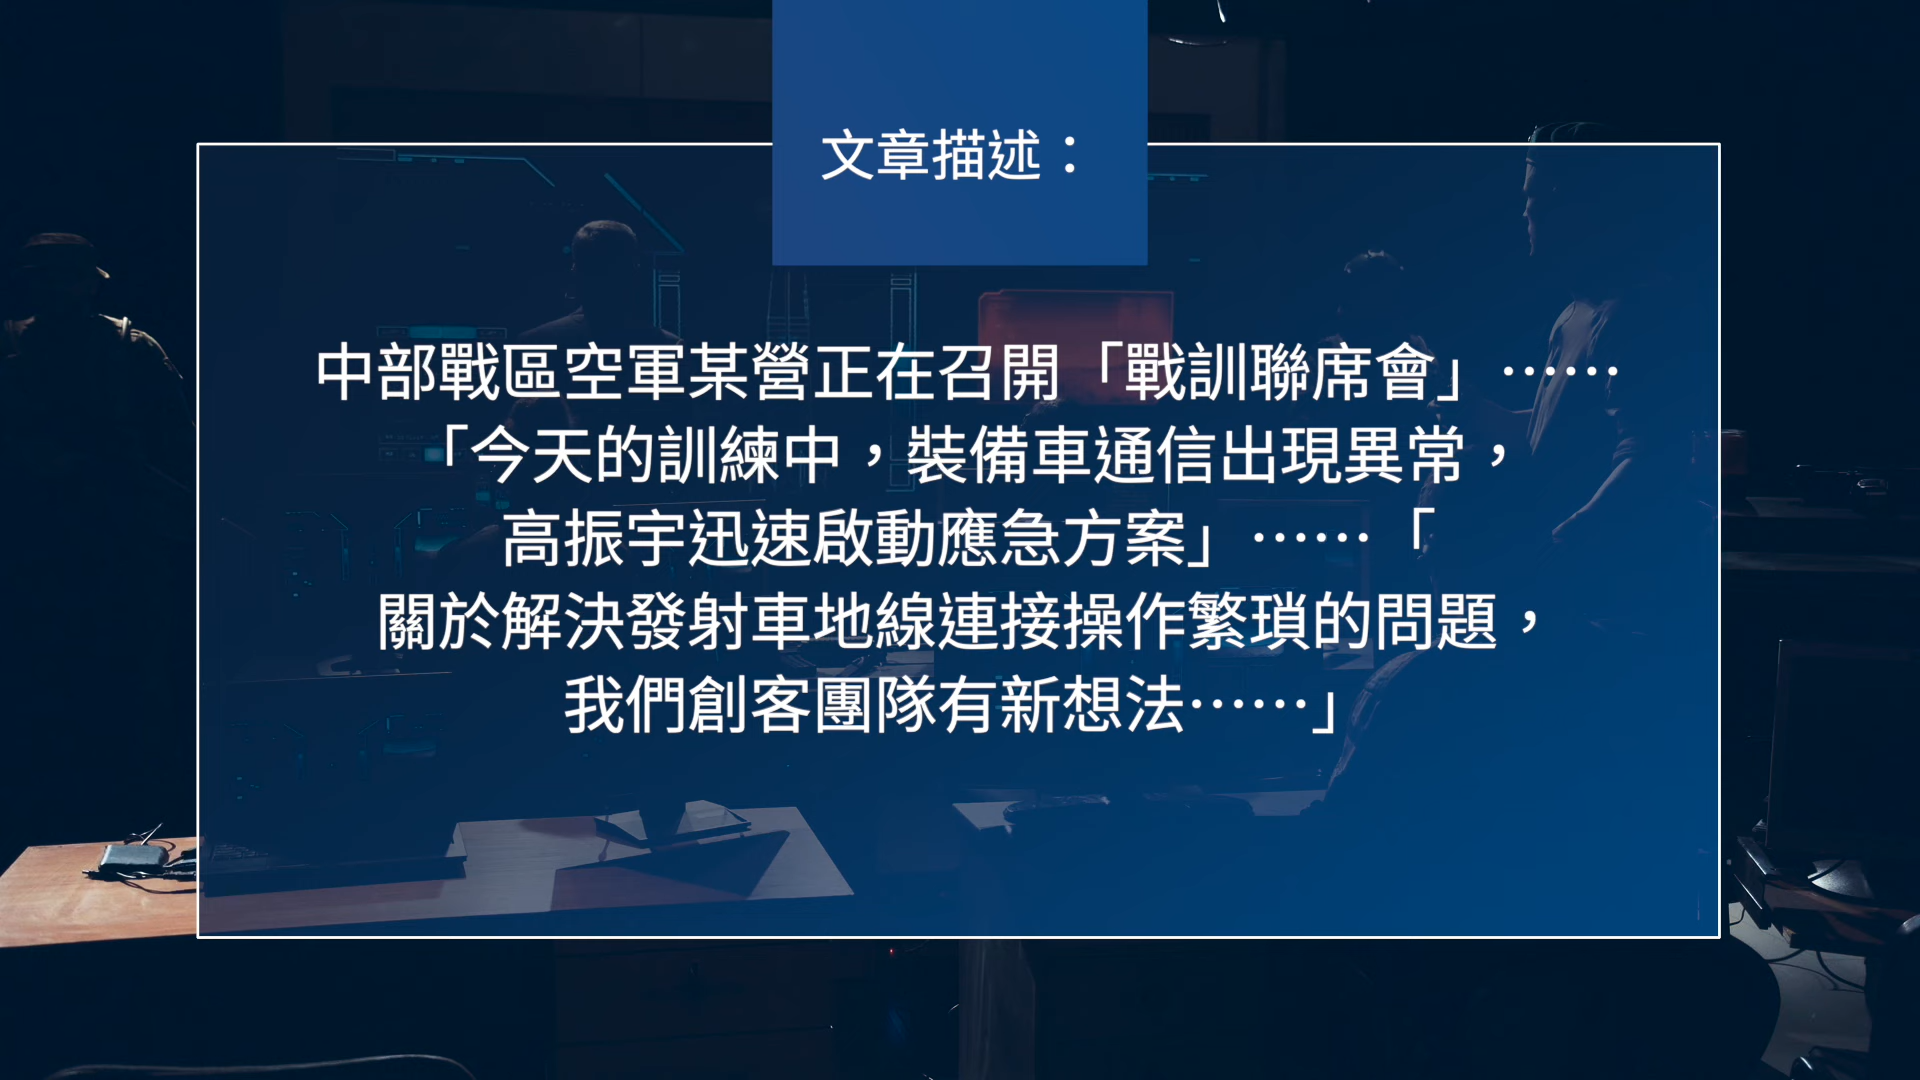 文章描述：
中部戰區空軍某營正在召開「戰訓聯席會」⋯⋯
「今天的訓練中，裝備車通信出現異常，
高振宇迅速啟動應急方案」⋯⋯「
關於解決發射車地線連接操作繁瑣的問題，
我們創客團隊有新想法⋯⋯」